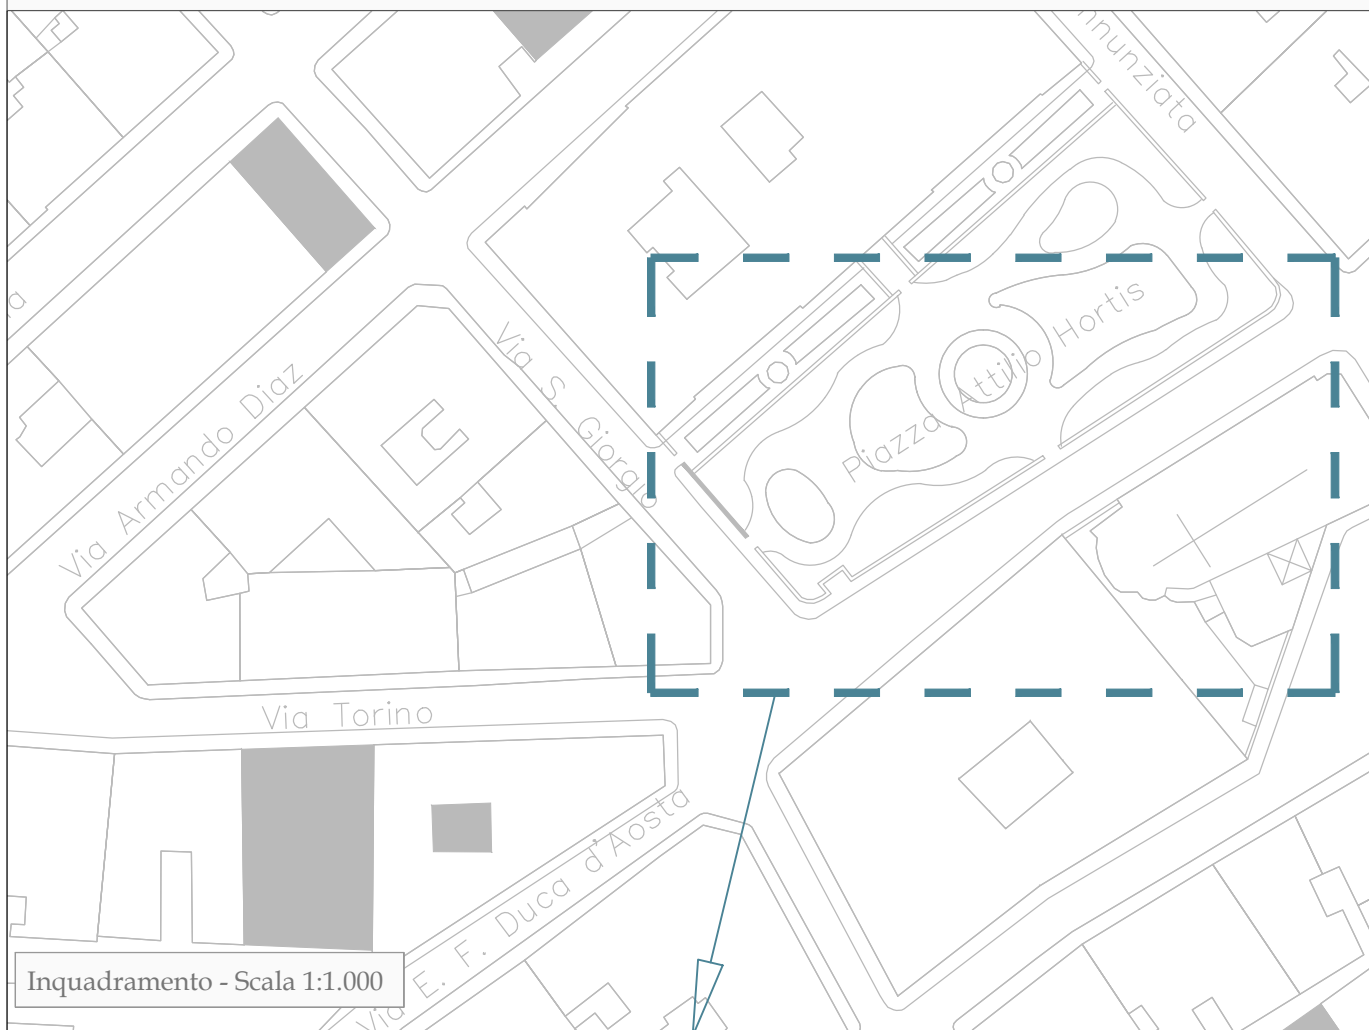 nnunziata
a
Via S. Giorgio
Via Armando Diaz
Piazza Attilio Hortis
Via Torino
Via E. F. Duca d'Aosta
Inquadramento - Scala 1:1.000